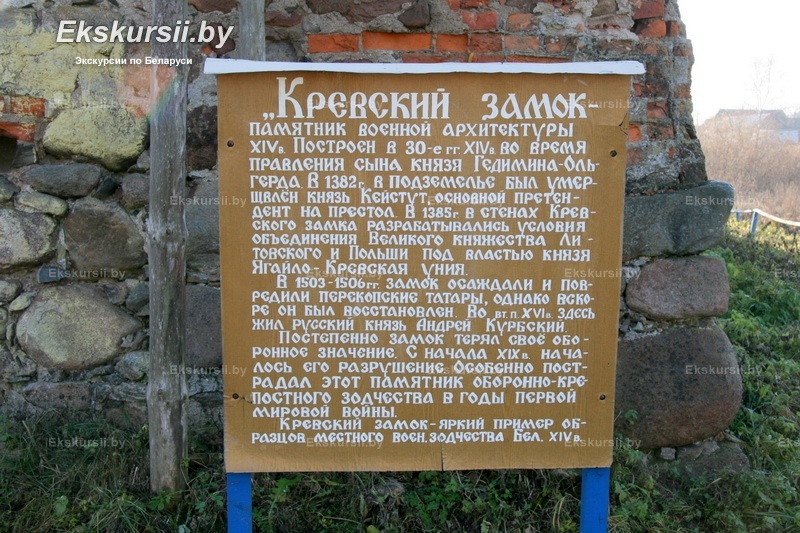 Ekskursii.by
Экскурсии по Беларуси
„Кревский замок-
памятник военной архитектуры
XIVв. Построен в 30-е гг XIV. во время
правления сына князя Гедимина-Оль-
герда. В 1382г. в подземелье был умер-
щвлён князь Кейстут, основной претен-
дент на престол. В 1385г в стенах Крев-
ского замка разрабатывались условия
объединения Великого княжества Ли-
товского и Польши под властью князя
Ягайло - Кревская уния.
В 1503-1506гг. замок осаждали и пов-
редили перекопские татары, однако вско-
ре он был восстановлен. Во вт. п. XVIв. здесь
жил русский князь Андрей Курбский.
Постепенно замок терял своё обо-
ронное значение. С начала XIXв. нача-
лось его разрушение. Особенно пост-
радал этот памятник оборонно-кре-
постного зодчества в годы первой
мировой войны.
Кревский замок-яркий пример об-
разцов местного воен. зодчества Бел. XIVв.